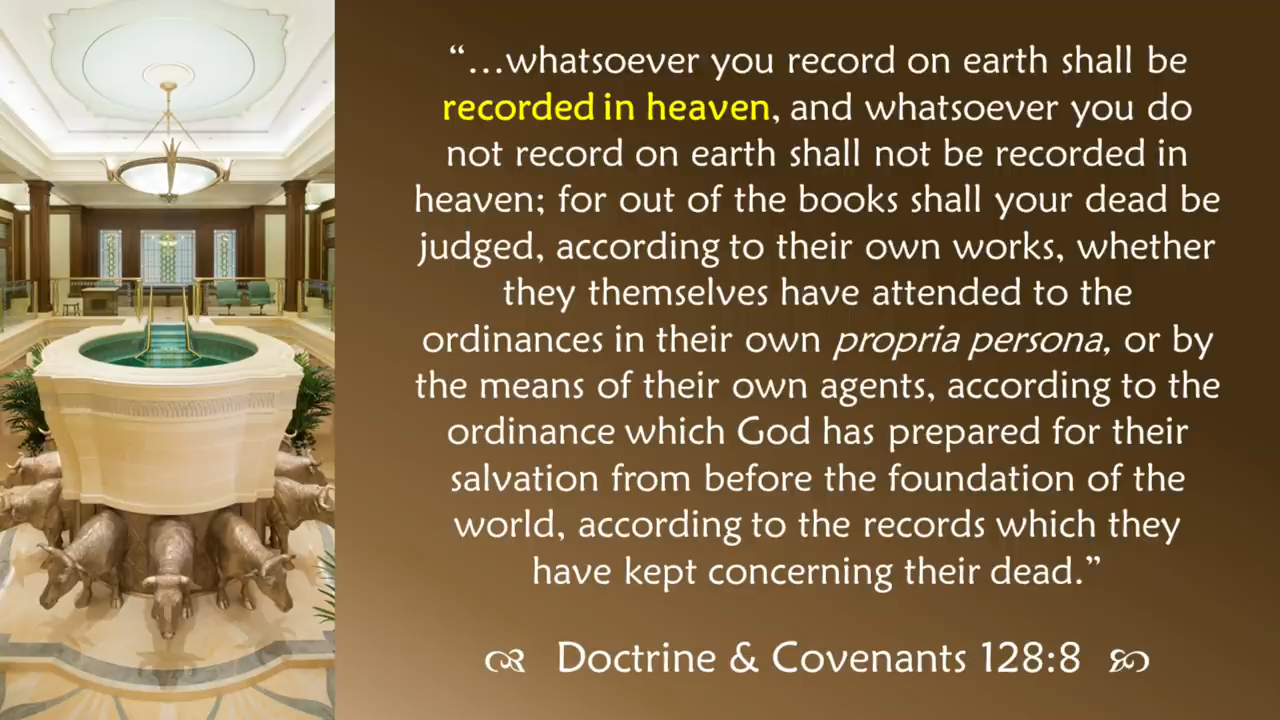 “…whatsoever you record on earth shall be
recorded in heaven, and whatsoever you do
not record on earth shall not be recorded in
heaven; for out of the books shall your dead be
judged, according to their own works, whether
they themselves have attended to the
ordinances in their own propria persona, or by
the means of their own agents, according to the
ordinance which God has prepared for their
salvation from before the foundation of the
world, according to the records which they
have kept concerning their dead.”
Doctrine & Covenants 128:8